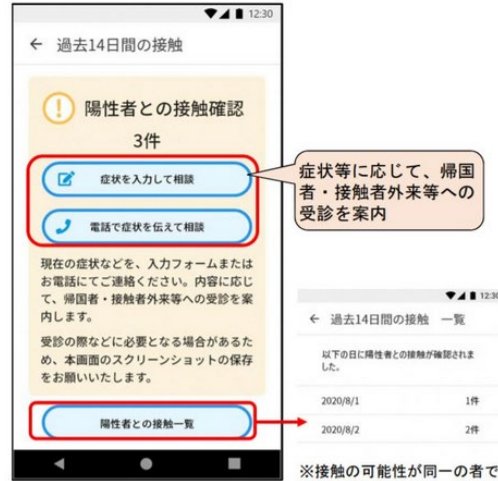 12:30
← 過去14日間の接触
陽性者との接触確認
3件
症状を入力して相談
電話で症状を伝えて相談
現在の症状などを、入力フォームまたは
お電話にてご連絡ください。内容に応じ
て、帰国者・接触者外来等への受診を案
内します。
受診の際などに必要となる場合があるた
め、本画面のスクリーンショットの保存
をお願いいたします。
陽性者との接触一覧
症状等に応じて、帰国
者・接触者外来等への
受診を案内
12:30
← 過去14日間の接触 一覧
以下の日に陽性者との接触が確認されま
した。
2020/8/1 1件
2020/8/2 2件
※接触の可能性が同一の者で